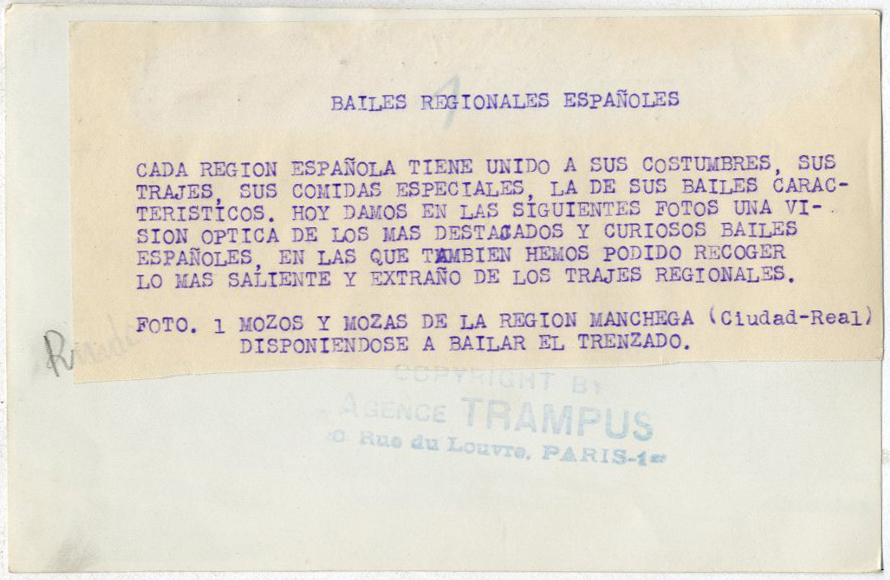 BAILES REGIONALES ESPAÑOLES
CADA REGION ESPAÑOLA TIENE UNIDO A SUS COSTUMBRES, SUS
TRAJES, SUS COMIDAS ESPECIALES, LA DE SUS BAILES CARAC-
TERISTICOS. HOY DAMOS EN LAS SIGUIENTES FOTOS UNA VI-
SION OPTICA DE LOS MAS DESTACADOS Y CURIOSOS BAILES
ESPAÑOLES, EN LAS QUE TAMBIEN HEMOS PODIDO RECOGER
LO MAS SALIENTE Y EXTRAÑO DE LOS TRAJES REGIONALES.
FOTO. 1 MOZOS Y MOZAS DE LA REGION MANCHEGA (Ciudad-Real)
DISPONIENDOSE A BAILAR EL TRENZADO.
COPYRIGHT BY
AGENCE TRAMPUS
Rue du Louvre, PARIS-1er